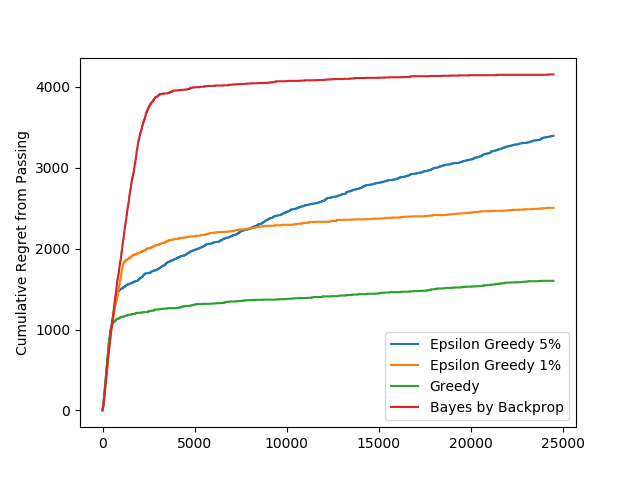 Cumulative Regret from Passing
4000
3000
2000
1000
0
0 5000 10000 15000 20000 25000
Epsilon Greedy 5%
Epsilon Greedy 1%
Greedy
Bayes by Backprop